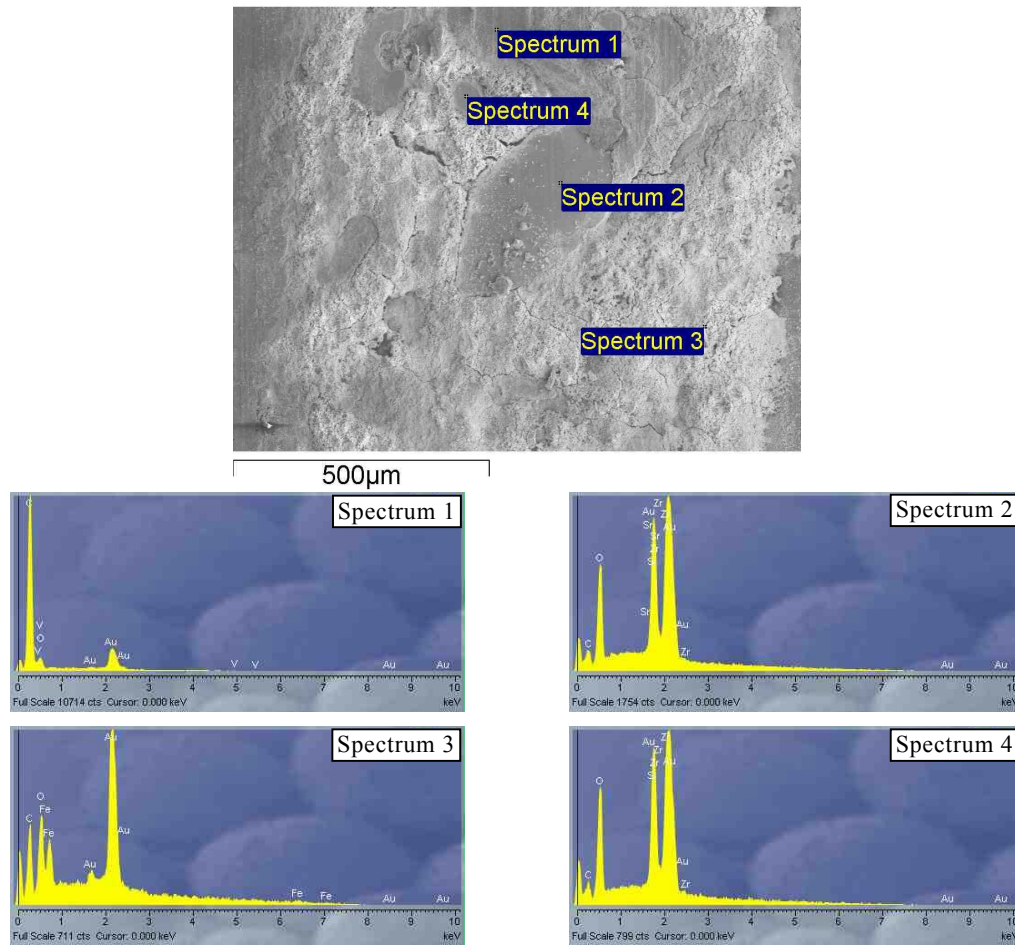 Spectrum 1
Spectrum 4
Spectrum 2
Spectrum 3
500µm
Spectrum 1
C
V
O
V
Au
Au
Au
V
V
Au
Au
0 1 2 3 4 5 6 7 8 9 10
Full Scale 10714 cts Cursor: 0.000 keV
keV
Spectrum 2
Zr
Au
Sr
Au
O
Sr
Au
C
Zr
Au
Au
0 1 2 3 4 5 6 7 8 9 10
Full Scale 1754 cts Cursor: 0.000 keV
keV
Spectrum 3
Au
O
Fe
C
Fe
Au
Au
Fe
Fe
Au
Au
0 1 2 3 4 5 6 7 8 9 10
Full Scale 711 cts Cursor: 0.000 keV
keV
Spectrum 4
Au
Zr
Au
O
Au
C
Zr
Au
Au
0 1 2 3 4 5 6 7 8 9 10
Full Scale 799 cts Cursor: 0.000 keV
keV